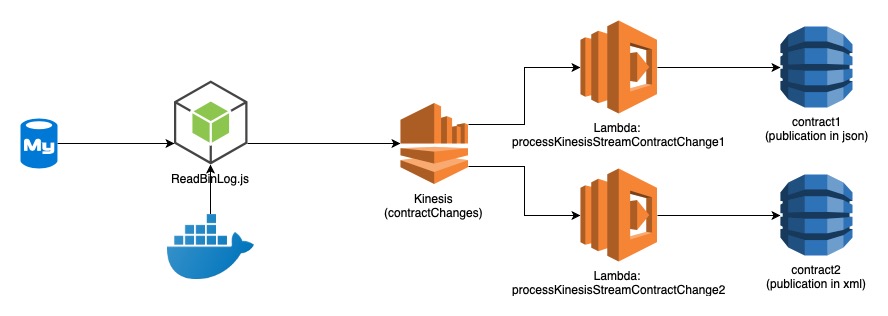 My
ReadBinLog.js
Kinesis
(contractChanges)
Lambda:
processKinesisStreamContractChange1
contract1
(publication in json)
Lambda:
processKinesisStreamContractChange2
contract2
(publication in xml)